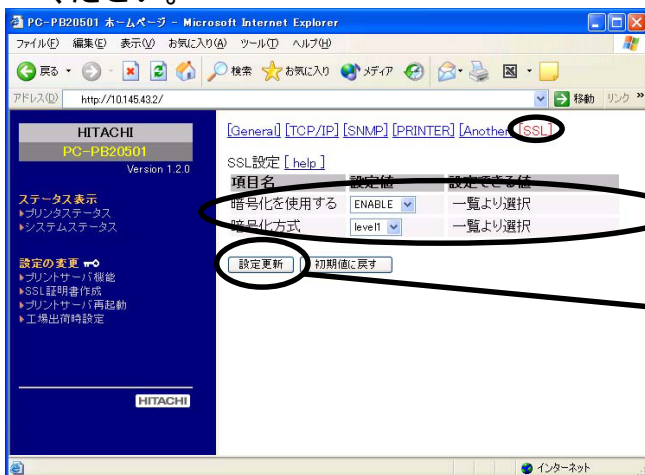 ください。
PC-PB20501 ホームページ - Microsoft Internet Explorer
ファイル(F) 編集(E) 表示(V) お気に入り(A) ツール(T) ヘルプ(H)
戻る 検索 お気に入り メディア
アドレス(D) http://10.145.43.2/ 移動 リンク »
HITACHI
PC-PB20501
Version 1.2.0
ステータス表示
プリンタステータス
システムステータス
設定の変更
プリントサーバ機能
SSL証明書作成
プリントサーバ再起動
工場出荷時設定
HITACHI
[General] [TCP/IP] [SNMP] [PRINTER] [Another] [SSL]
SSL設定 [ help ]
項目名 設定値 設定できる値
暗号化を使用する ENABLE 一覧より選択
暗号化方式 level1 一覧より選択
設定更新 初期値に戻す
インターネット